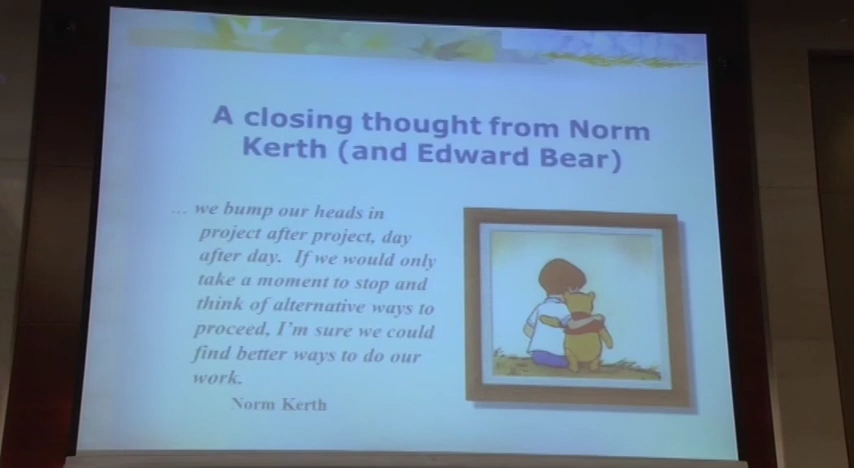 A closing thought from Norm
Kerth (and Edward Bear)
... we bump our heads in
project after project, day
after day. If we would only
take a moment to stop and
think of alternative ways to
proceed, I'm sure we could
find better ways to do our
work.
Norm Kerth